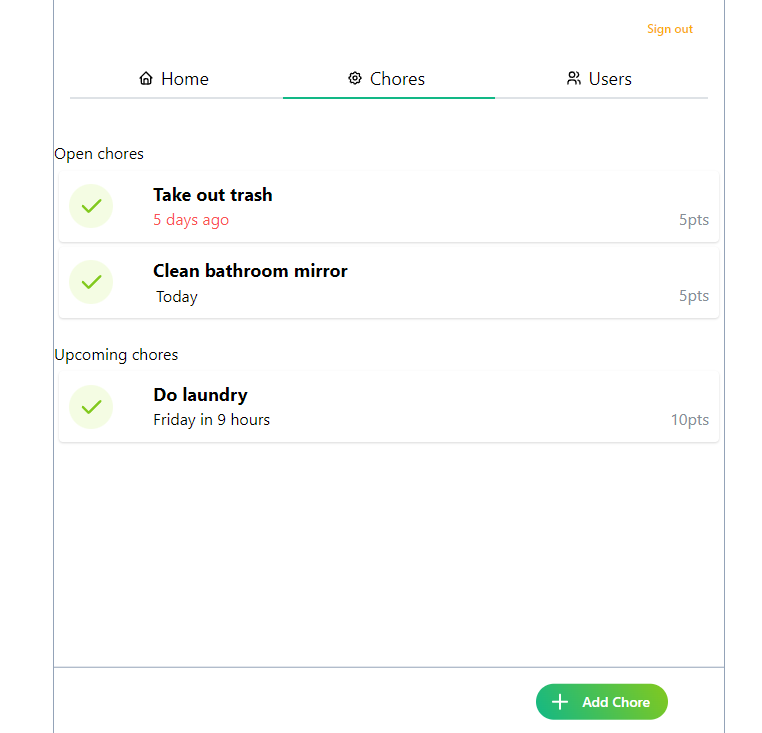 Sign out
Home Chores Users
Open chores
Take out trash
5 days ago 5pts
Clean bathroom mirror
Today 5pts
Upcoming chores
Do laundry
Friday in 9 hours 10pts
Add Chore